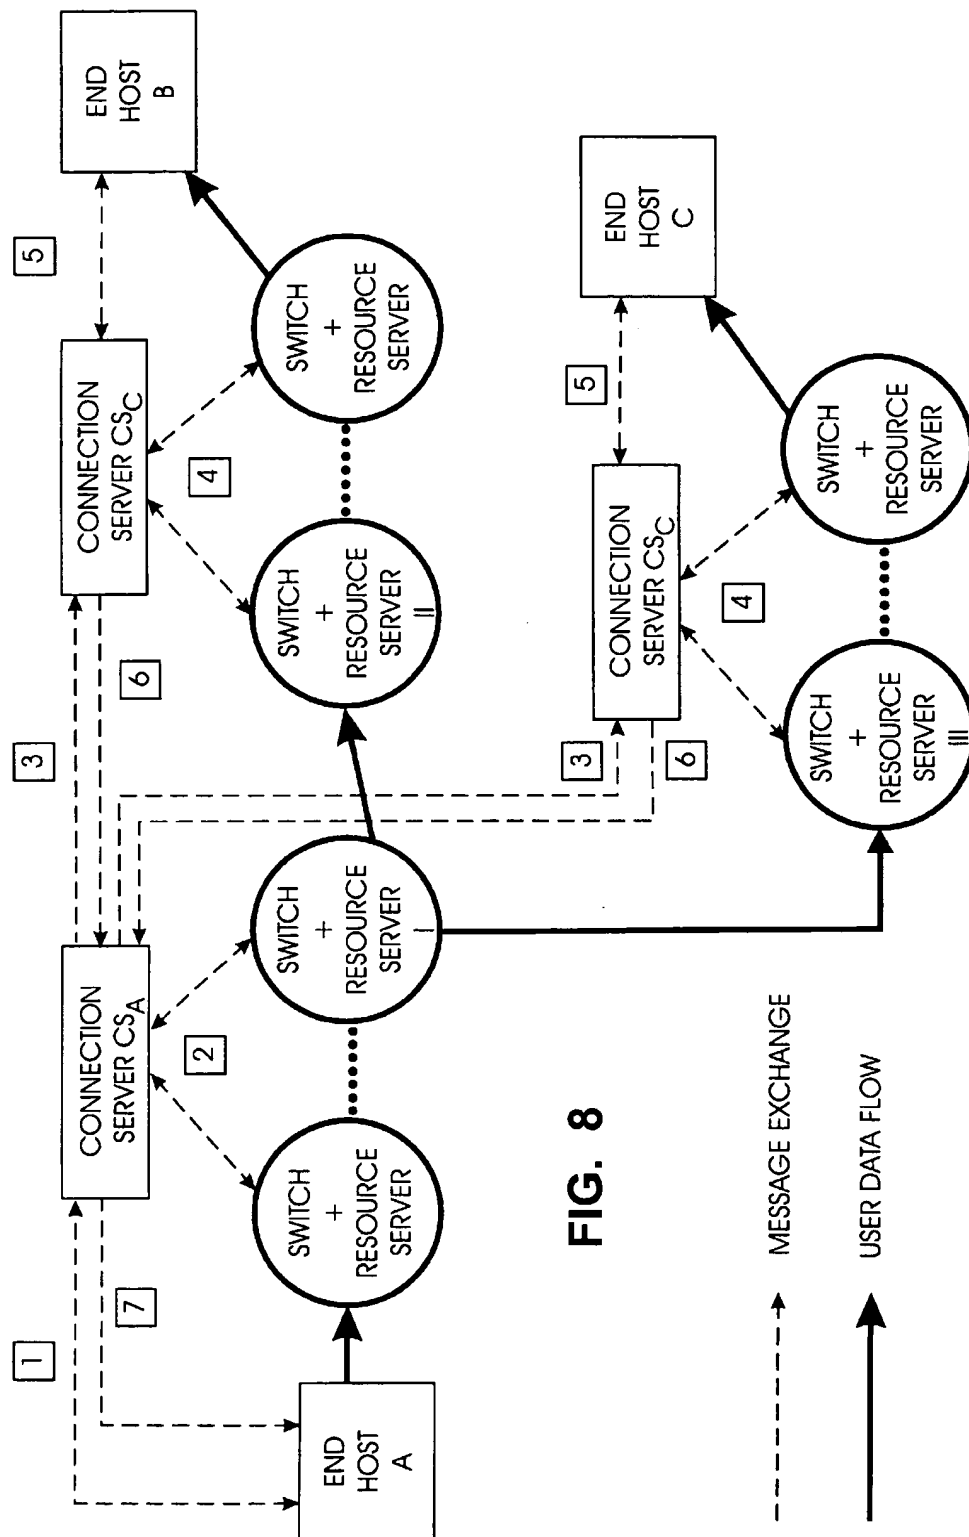 1
7
3
6
5
END
HOST
B
CONNECTION
SERVER CSA
CONNECTION
SERVER CSC
2
4
END
HOST
A
SWITCH
+
RESOURCE
SERVER
SWITCH
+
RESOURCE
SERVER
I
SWITCH
+
RESOURCE
SERVER
II
SWITCH
+
RESOURCE
SERVER
3
6
5
END
HOST
C
CONNECTION
SERVER CSC
4
SWITCH
+
RESOURCE
SERVER
III
SWITCH
+
RESOURCE
SERVER
FIG. 8
MESSAGE EXCHANGE
USER DATA FLOW